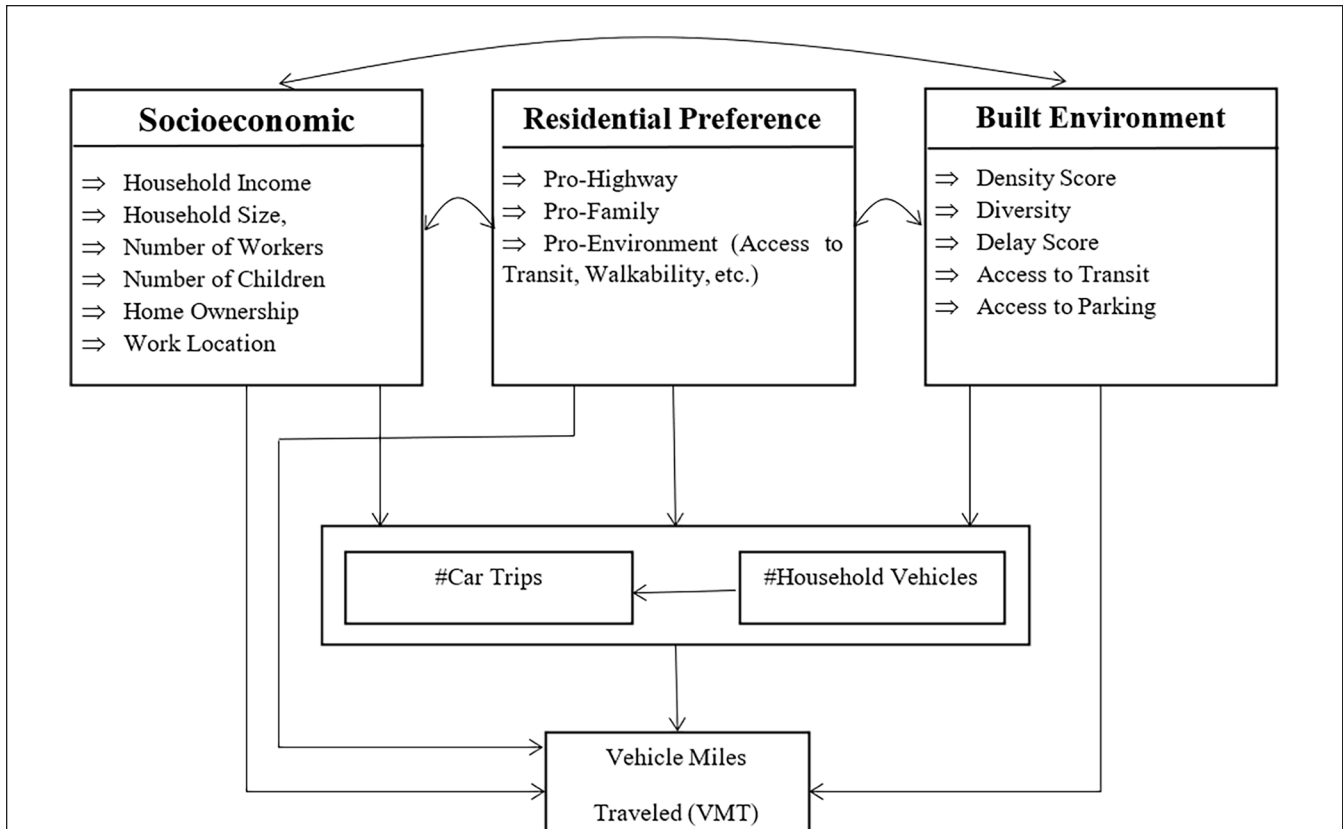 Socioeconomic
⇒ Household Income
⇒ Household Size,
⇒ Number of Workers
⇒ Number of Children
⇒ Home Ownership
⇒ Work Location
Residential Preference
⇒ Pro-Highway
⇒ Pro-Family
⇒ Pro-Environment (Access to
Transit, Walkability, etc.)
Built Environment
⇒ Density Score
⇒ Diversity
⇒ Delay Score
⇒ Access to Transit
⇒ Access to Parking
#Car Trips
#Household Vehicles
Vehicle Miles
Traveled (VMT)